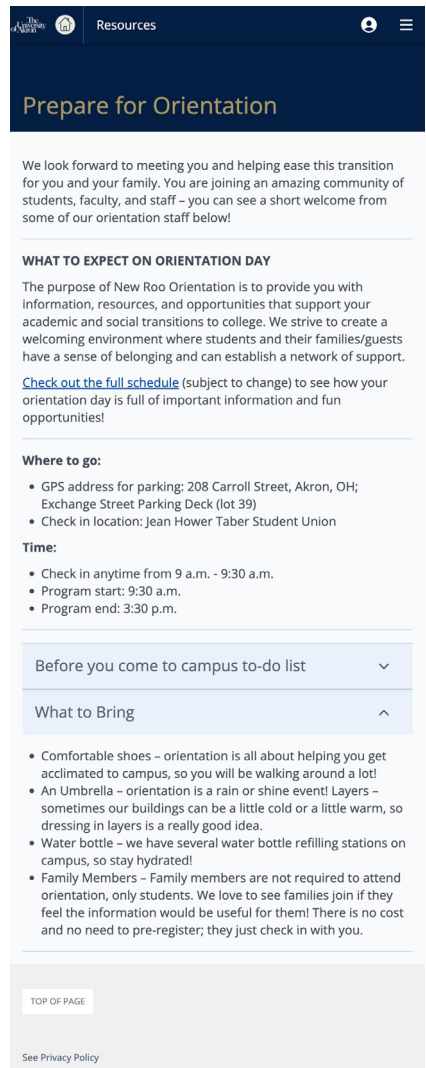 The
University
of Akron
Resources
Prepare for Orientation
We look forward to meeting you and helping ease this transition
for you and your family. You are joining an amazing community of
students, faculty, and staff – you can see a short welcome from
some of our orientation staff below!
WHAT TO EXPECT ON ORIENTATION DAY
The purpose of New Roo Orientation is to provide you with
information, resources, and opportunities that support your
academic and social transitions to college. We strive to create a
welcoming environment where students and their families/guests
have a sense of belonging and can establish a network of support.
Check out the full schedule (subject to change) to see how your
orientation day is full of important information and fun
opportunities!
Where to go:
• GPS address for parking: 208 Carroll Street, Akron, OH;
Exchange Street Parking Deck (lot 39)
• Check in location: Jean Hower Taber Student Union
Time:
• Check in anytime from 9 a.m. - 9:30 a.m.
• Program start: 9:30 a.m.
• Program end: 3:30 p.m.
Before you come to campus to-do list
What to Bring
• Comfortable shoes – orientation is all about helping you get
acclimated to campus, so you will be walking around a lot!
• An Umbrella – orientation is a rain or shine event! Layers –
sometimes our buildings can be a little cold or a little warm, so
dressing in layers is a really good idea.
• Water bottle – we have several water bottle refilling stations on
campus, so stay hydrated!
• Family Members – Family members are not required to attend
orientation, only students. We love to see families join if they
feel the information would be useful for them! There is no cost
and no need to pre-register; they just check in with you.
TOP OF PAGE
See Privacy Policy